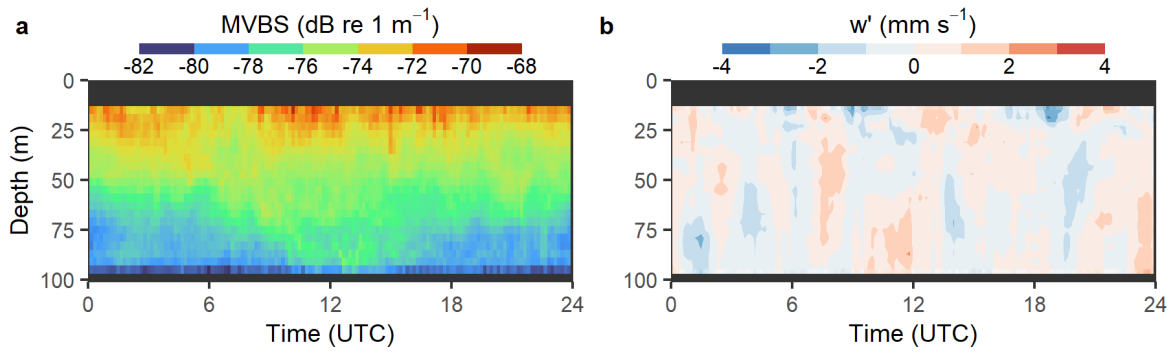 a
MVBS (dB re 1 m⁻¹)
-82 -80 -78 -76 -74 -72 -70 -68
0
25
50
75
100
Depth (m)
0 6 12 18 24
Time (UTC)
b
w' (mm s⁻¹)
-4 -2 0 2 4
0
25
50
75
100
0 6 12 18 24
Time (UTC)